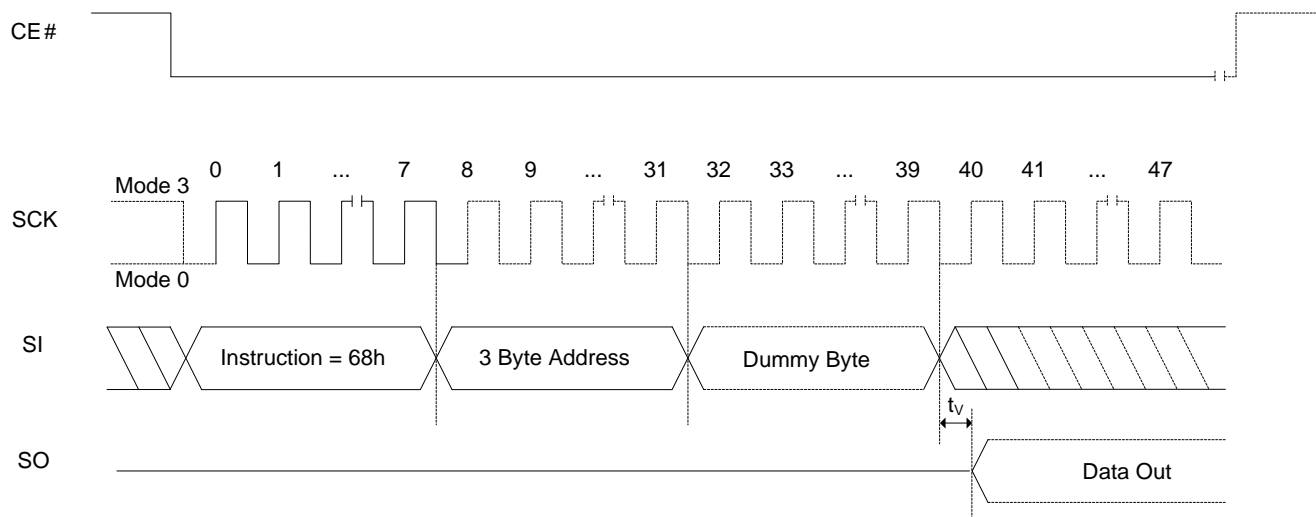 CE#
0 1 ... 7 8 9 ... 31 32 33 ... 39 40 41 ... 47
Mode 3
SCK
Mode 0
SI
Instruction = 68h
3 Byte Address
Dummy Byte
tV
SO
Data Out